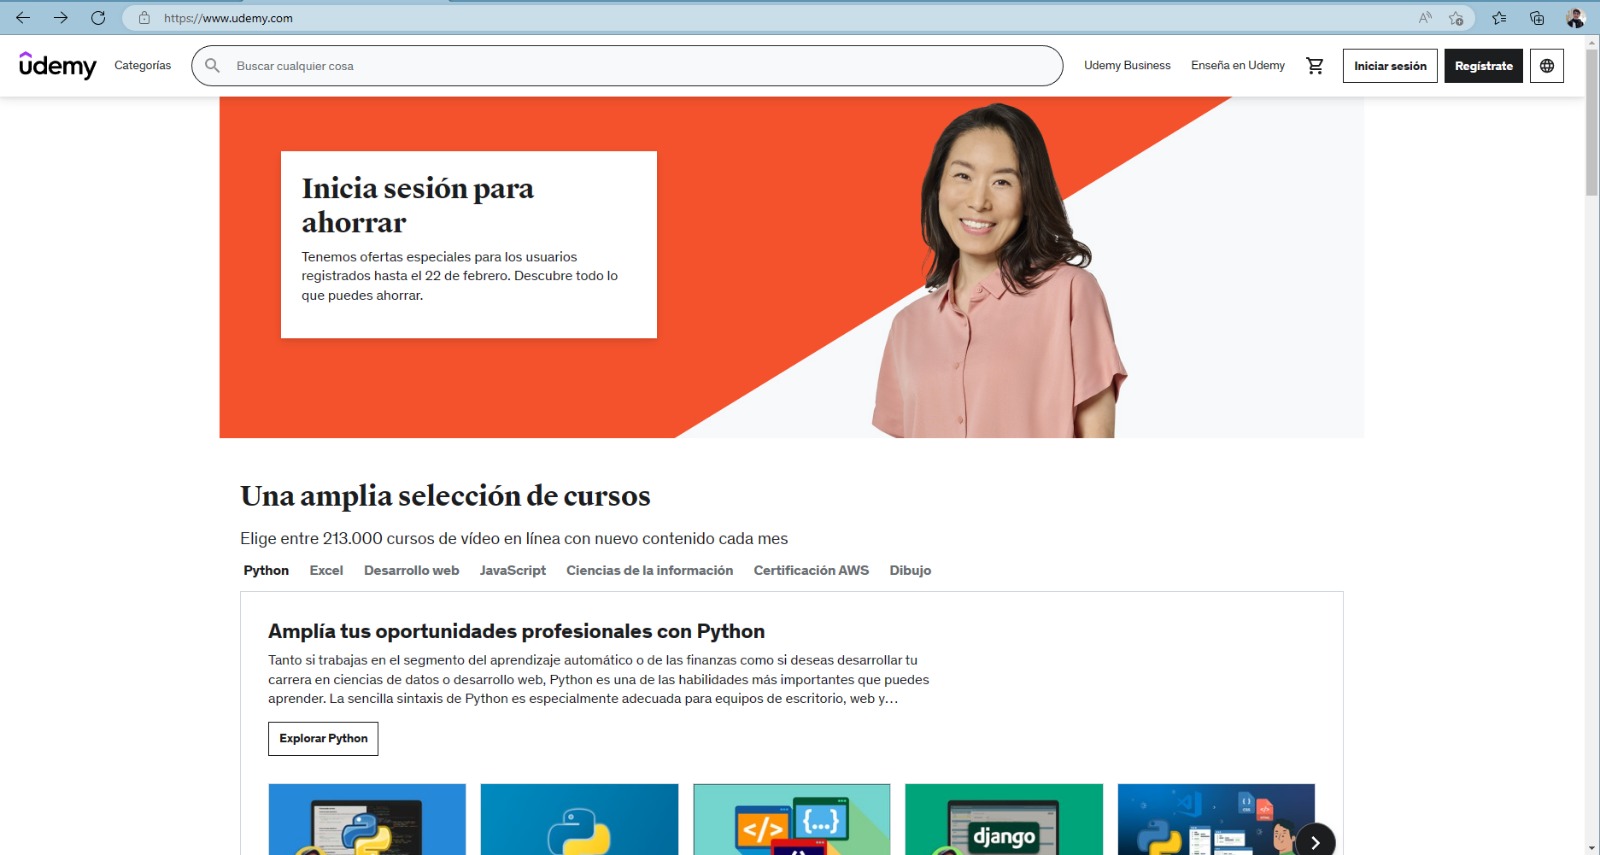 https://www.udemy.com
udemy
Categorías
Buscar cualquier cosa
Udemy Business
Enseña en Udemy
Iniciar sesión
Regístrate
Inicia sesión para
ahorrar
Tenemos ofertas especiales para los usuarios
registrados hasta el 22 de febrero. Descubre todo lo
que puedes ahorrar.
Una amplia selección de cursos
Elige entre 213.000 cursos de vídeo en línea con nuevo contenido cada mes
Python Excel Desarrollo web JavaScript Ciencias de la información Certificación AWS Dibujo
Amplía tus oportunidades profesionales con Python
Tanto si trabajas en el segmento del aprendizaje automático o de las finanzas como si deseas desarrollar tu
carrera en ciencias de datos o desarrollo web, Python es una de las habilidades más importantes que puedes
aprender. La sencilla sintaxis de Python es especialmente adecuada para equipos de escritorio, web y…
Explorar Python
</> {...} django